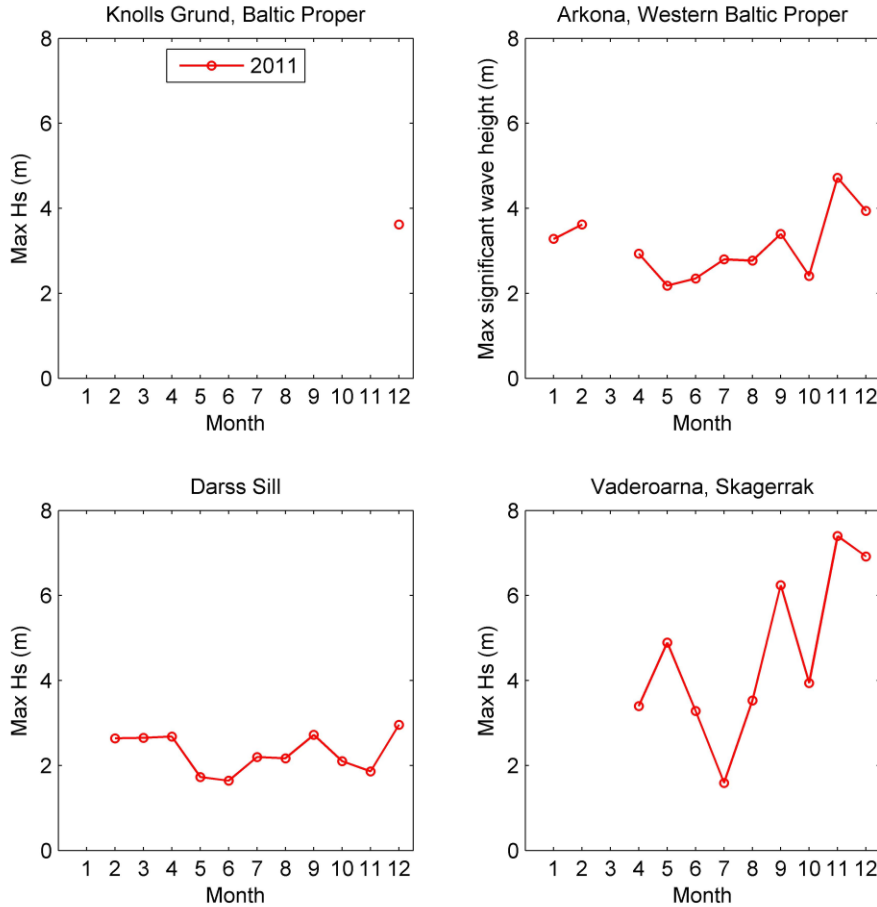 Knolls Grund, Baltic Proper
8
6
4
2
0
Max Hs (m)
2011
1 2 3 4 5 6 7 8 9 10 11 12
Month
Arkona, Western Baltic Proper
8
6
4
2
0
Max significant wave height (m)
1 2 3 4 5 6 7 8 9 10 11 12
Month
Darss Sill
8
6
4
2
0
Max Hs (m)
1 2 3 4 5 6 7 8 9 10 11 12
Month
Vaderoarna, Skagerrak
8
6
4
2
0
Max Hs (m)
1 2 3 4 5 6 7 8 9 10 11 12
Month